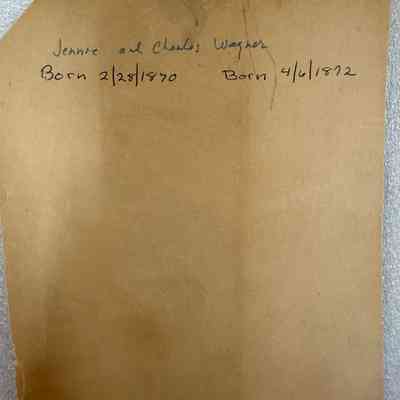 Jennie and Charles Wagner
Born 2/28/1870 Born 4/6/1872